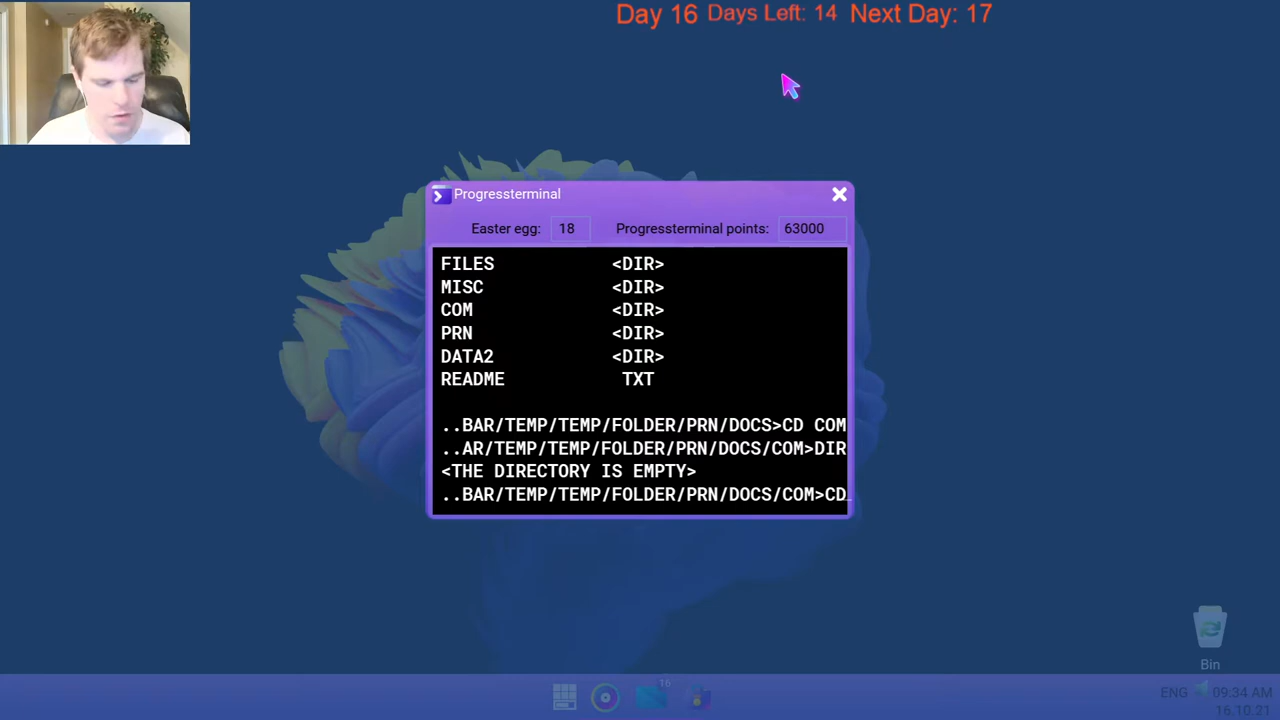 Day 16 Days Left: 14 Next Day: 17
Progressterminal
Easter egg: 18 Progressterminal points: 63000
FILES <DIR>
MISC <DIR>
COM <DIR>
PRN <DIR>
DATA2 <DIR>
README TXT
..BAR/TEMP/TEMP/FOLDER/PRN/DOCS>CD COM
..AR/TEMP/TEMP/FOLDER/PRN/DOCS/COM>DIR
<THE DIRECTORY IS EMPTY>
..BAR/TEMP/TEMP/FOLDER/PRN/DOCS/COM>CD_
Bin
16
ENG 09:34 AM
16.10.21